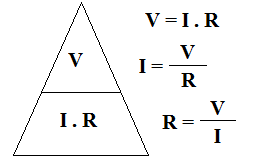 V
I . R
V = I . R
I = V / R
R = V / I